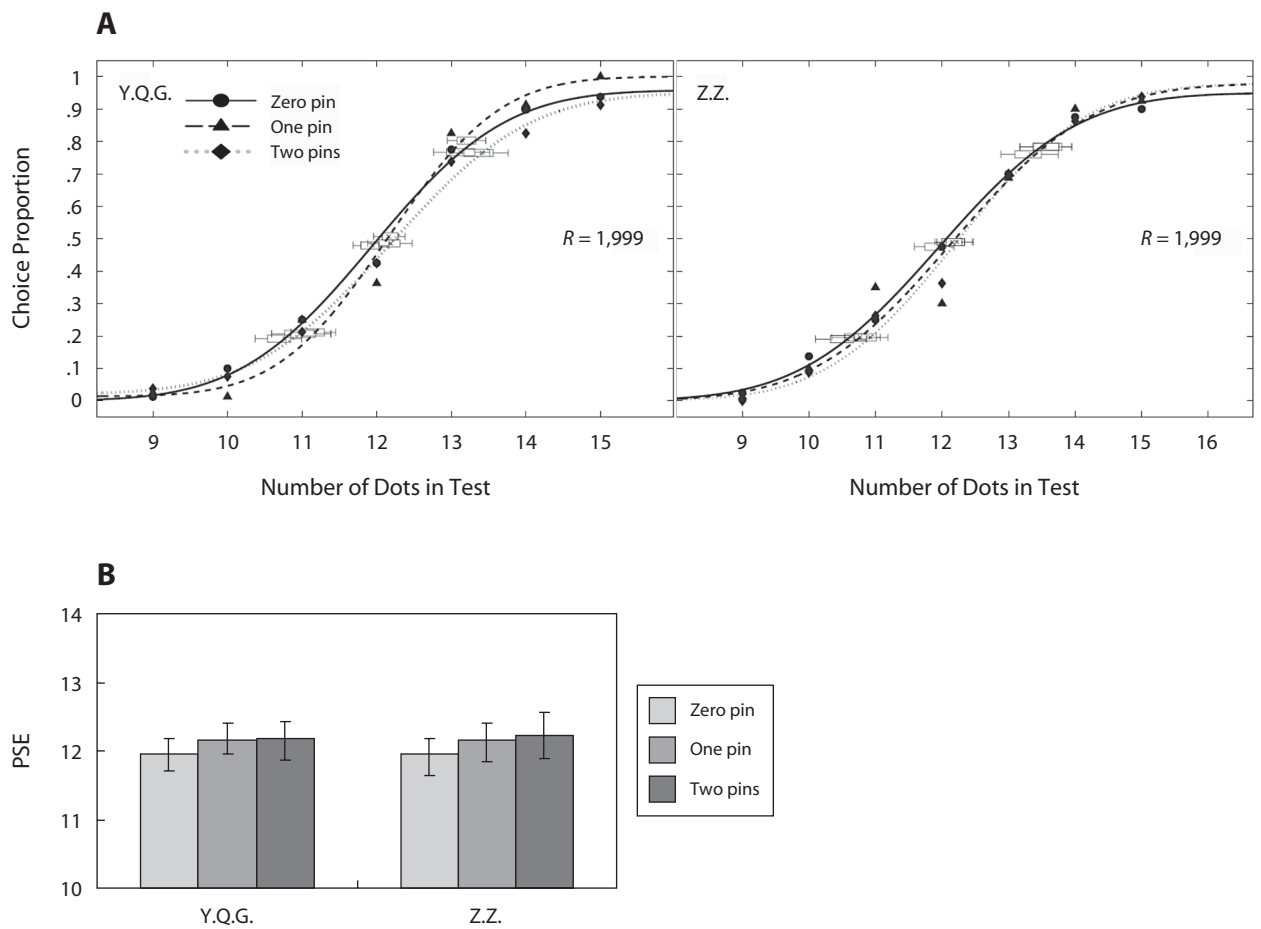 A
Choice Proportion
1
.9
.8
.7
.6
.5
.4
.3
.2
.1
0
Y.Q.G.
Zero pin
One pin
Two pins
R = 1,999
9 10 11 12 13 14 15
Number of Dots in Test
Z.Z.
R = 1,999
9 10 11 12 13 14 15 16
Number of Dots in Test
B
PSE
14
13
12
11
10
Y.Q.G. Z.Z.
Zero pin
One pin
Two pins